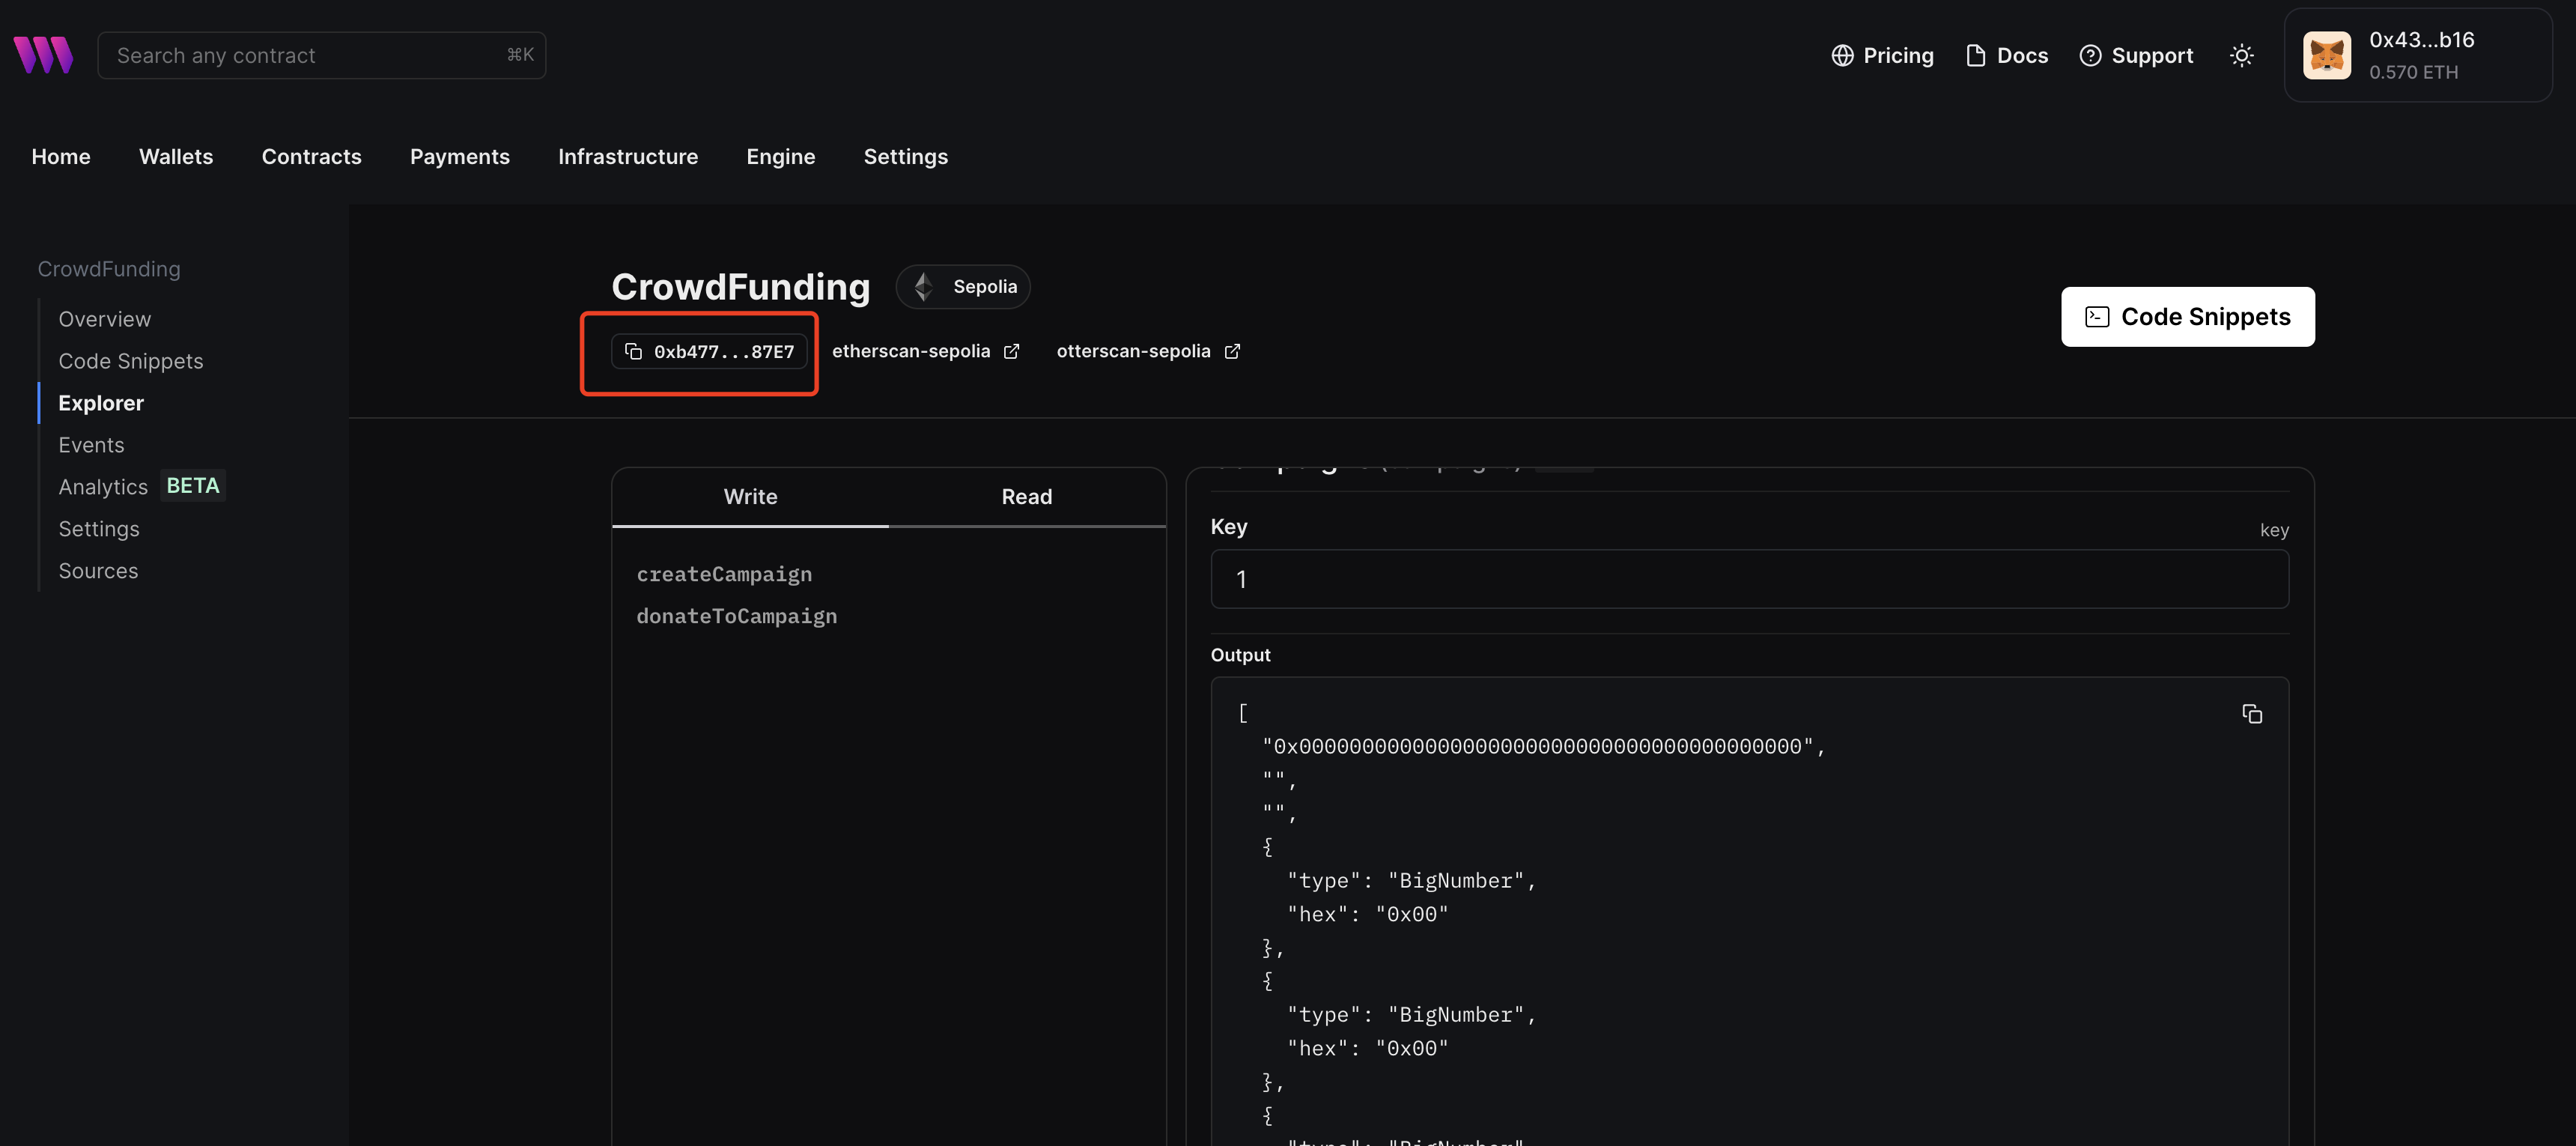 Search any contract ⌘K
Pricing Docs Support
0x43...b16
0.570 ETH
Home Wallets Contracts Payments Infrastructure Engine Settings
CrowdFunding
Overview
Code Snippets
Explorer
Events
Analytics BETA
Settings
Sources
CrowdFunding Sepolia
0xb477...87E7 etherscan-sepolia otterscan-sepolia
Code Snippets
Write Read
createCampaign
donateToCampaign
Key key
1
Output
[
"0x0000000000000000000000000000000000000000",
"",
"",
{
"type": "BigNumber",
"hex": "0x00"
},
{
"type": "BigNumber",
"hex": "0x00"
},
{